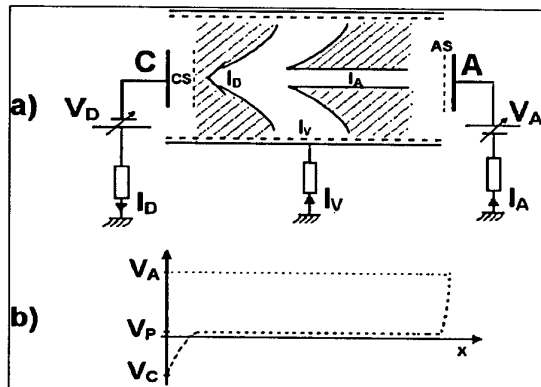 a)
C
CS
I_D
I_A
I_V
AS
A
V_D
V_A
I_D
I_V
I_A
b)
V_A
V_P
x
V_C